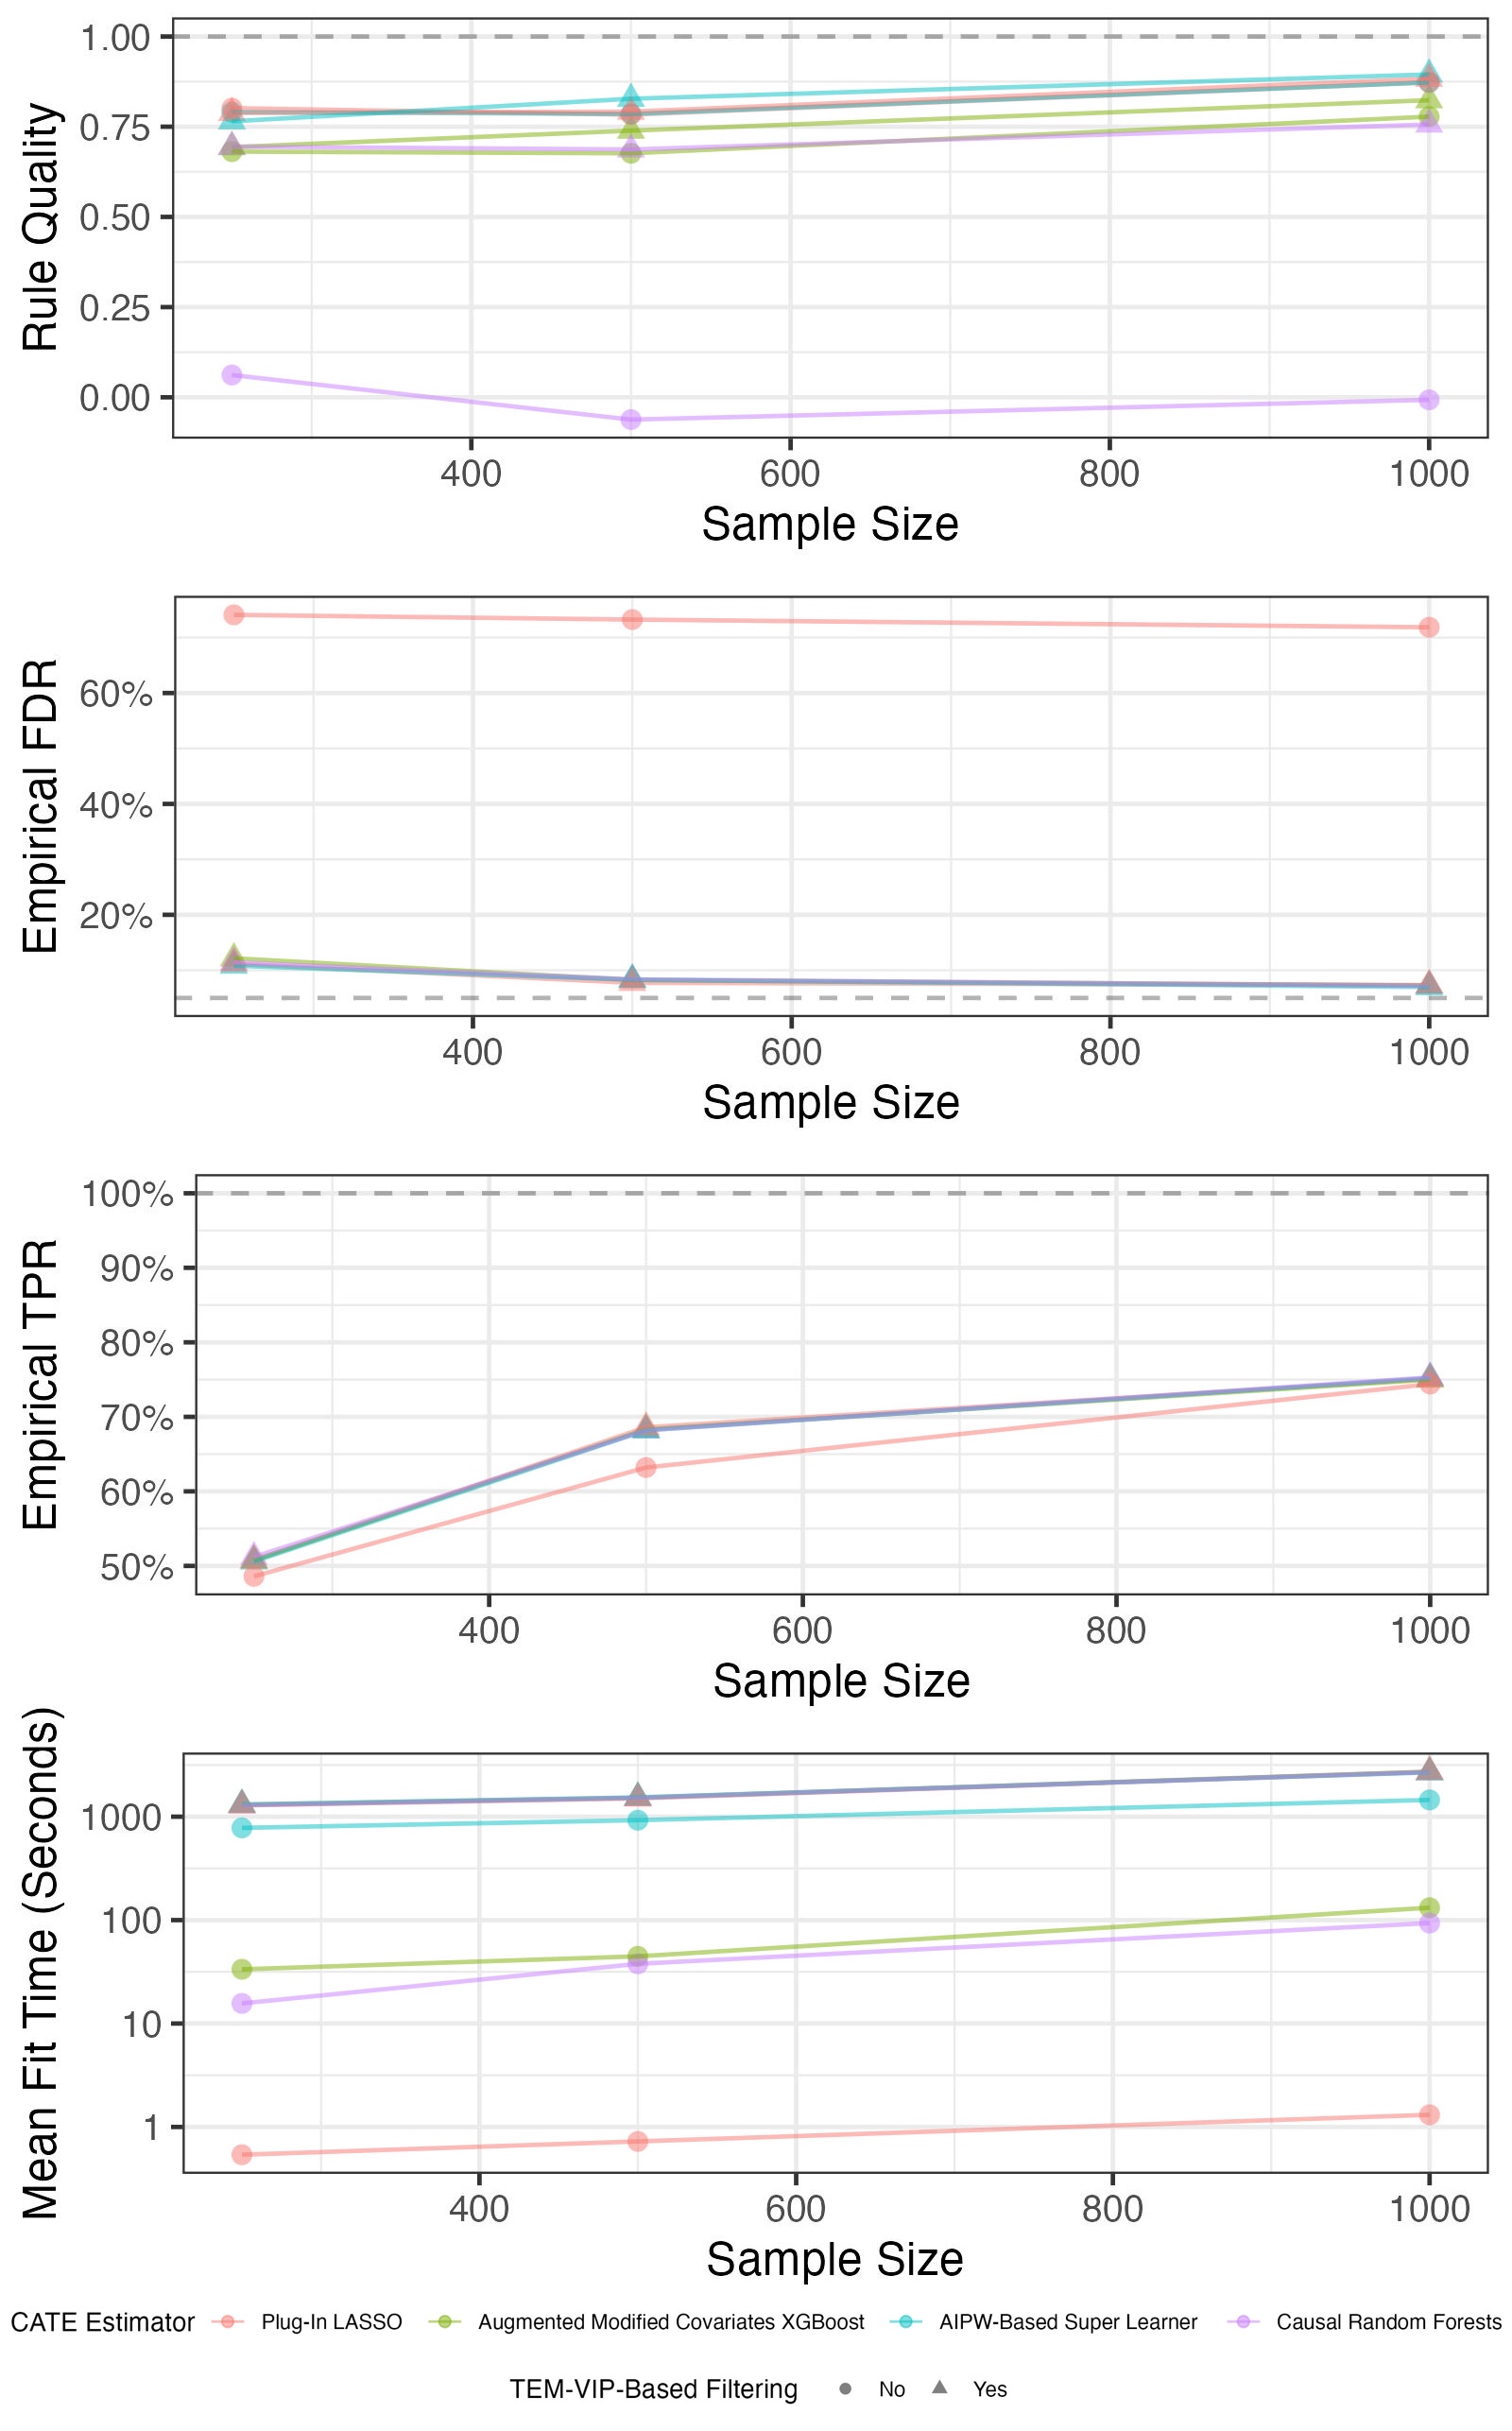 Rule Quality
1.00
0.75
0.50
0.25
0.00
400 600 800 1000
Sample Size
Empirical FDR
60%
40%
20%
400 600 800 1000
Sample Size
Empirical TPR
100%
90%
80%
70%
60%
50%
400 600 800 1000
Sample Size
Mean Fit Time (Seconds)
1000
100
10
1
400 600 800 1000
Sample Size
CATE Estimator Plug-In LASSO Augmented Modified Covariates XGBoost AIPW-Based Super Learner Causal Random Forests
TEM-VIP-Based Filtering No Yes